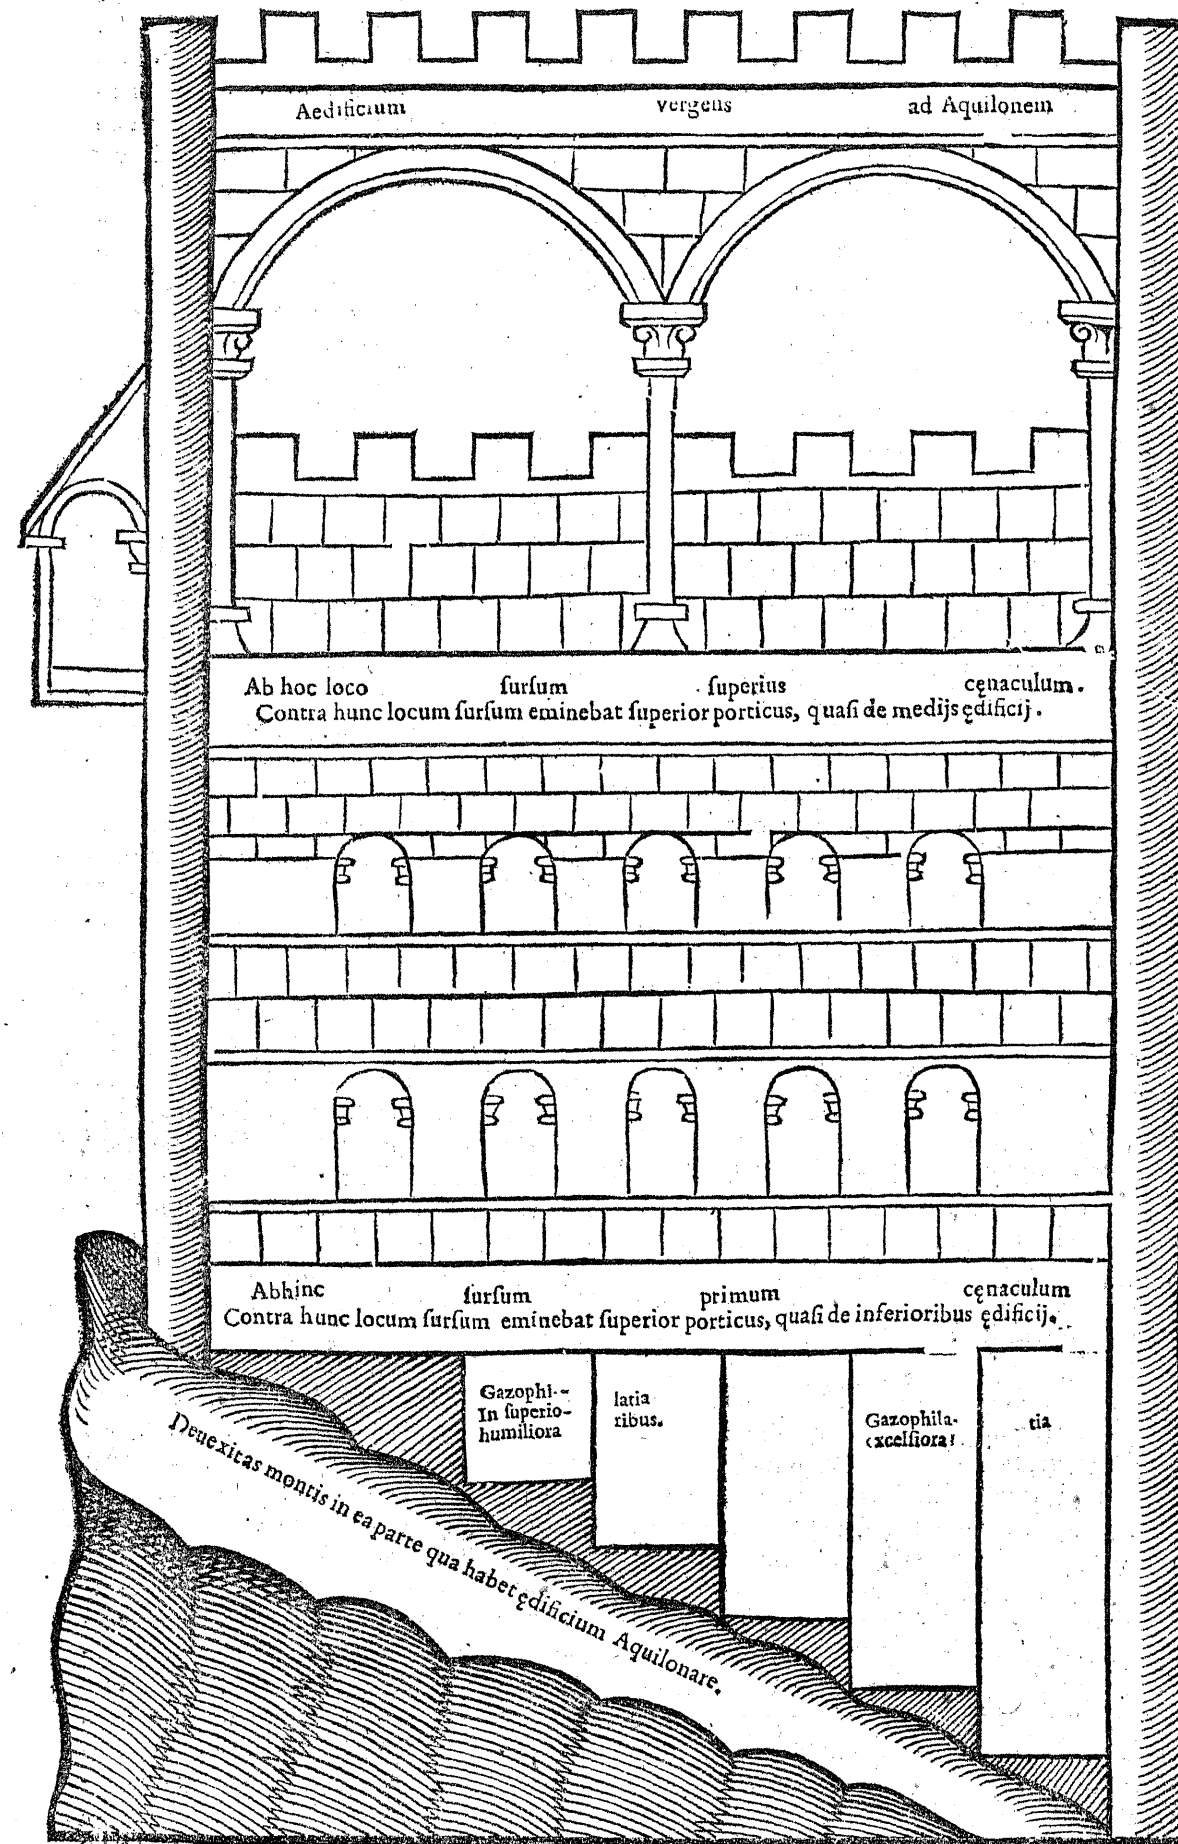 Aedificium vergens ad Aquilonem
Ab hoc loco ſurſum ſuperius cęnaculum.
Contra hunc locum ſurſum eminebat ſuperior porticus, quaſi de medijs ędificij.
Abhinc ſurſum primum cęnaculum
Contra hunc locum ſurſum eminebat ſuperior porticus, quaſi de inferioribus ędificij.
Gazophi- latia
In ſuperio- ribus.
humiliora
Gazophila- tia
excelſiora
Deuexitas montis in ea parte qua habet ędificium Aquilonare.